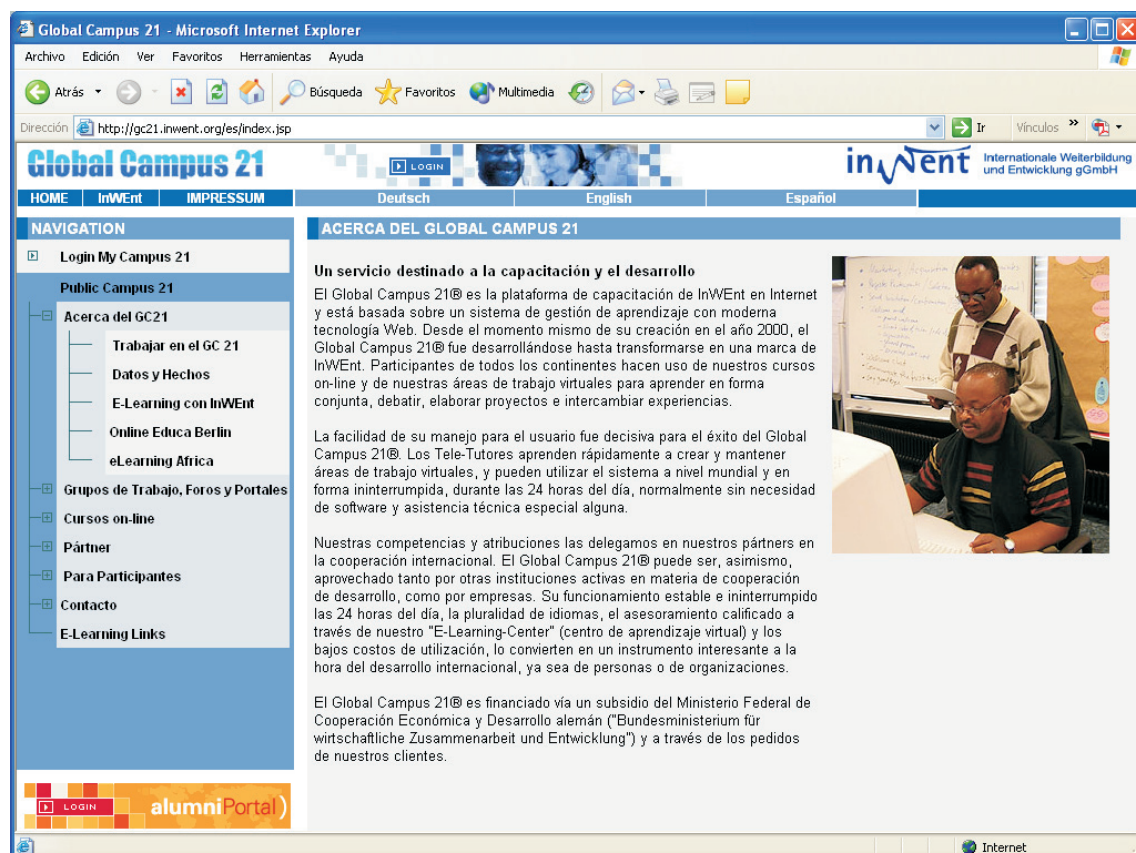 Global Campus 21 - Microsoft Internet Explorer
Archivo Edición Ver Favoritos Herramientas Ayuda
Atrás Búsqueda Favoritos Multimedia
Dirección http://gc21.inwent.org/es/index.jsp Ir Vínculos »
Global Campus 21 LOGIN inWent Internationale Weiterbildung
und Entwicklung gGmbH
HOME InWEnt IMPRESSUM Deutsch English Español
NAVIGATION
Login My Campus 21
Public Campus 21
Acerca del GC21
Trabajar en el GC 21
Datos y Hechos
E-Learning con InWEnt
Online Educa Berlin
eLearning Africa
Grupos de Trabajo, Foros y Portales
Cursos on-line
Pártner
Para Participantes
Contacto
E-Learning Links
LOGIN alumniPortal)
ACERCA DEL GLOBAL CAMPUS 21
Un servicio destinado a la capacitación y el desarrollo
El Global Campus 21® es la plataforma de capacitación de InWEnt en Internet
y está basada sobre un sistema de gestión de aprendizaje con moderna
tecnología Web. Desde el momento mismo de su creación en el año 2000, el
Global Campus 21® fue desarrollándose hasta transformarse en una marca de
InWEnt. Participantes de todos los continentes hacen uso de nuestros cursos
on-line y de nuestras áreas de trabajo virtuales para aprender en forma
conjunta, debatir, elaborar proyectos e intercambiar experiencias.
La facilidad de su manejo para el usuario fue decisiva para el éxito del Global
Campus 21®. Los Tele-Tutores aprenden rápidamente a crear y mantener
áreas de trabajo virtuales, y pueden utilizar el sistema a nivel mundial y en
forma ininterrumpida, durante las 24 horas del día, normalmente sin necesidad
de software y asistencia técnica especial alguna.
Nuestras competencias y atribuciones las delegamos en nuestros pártners en
la cooperación internacional. El Global Campus 21® puede ser, asimismo,
aprovechado tanto por otras instituciones activas en materia de cooperación
de desarrollo, como por empresas. Su funcionamiento estable e ininterrumpido
las 24 horas del día, la pluralidad de idiomas, el asesoramiento calificado a
través de nuestro "E-Learning-Center" (centro de aprendizaje virtual) y los
bajos costos de utilización, lo convierten en un instrumento interesante a la
hora del desarrollo internacional, ya sea de personas o de organizaciones.
El Global Campus 21® es financiado vía un subsidio del Ministerio Federal de
Cooperación Económica y Desarrollo alemán ("Bundesministerium für
wirtschaftliche Zusammenarbeit und Entwicklung") y a través de los pedidos
de nuestros clientes.
Internet